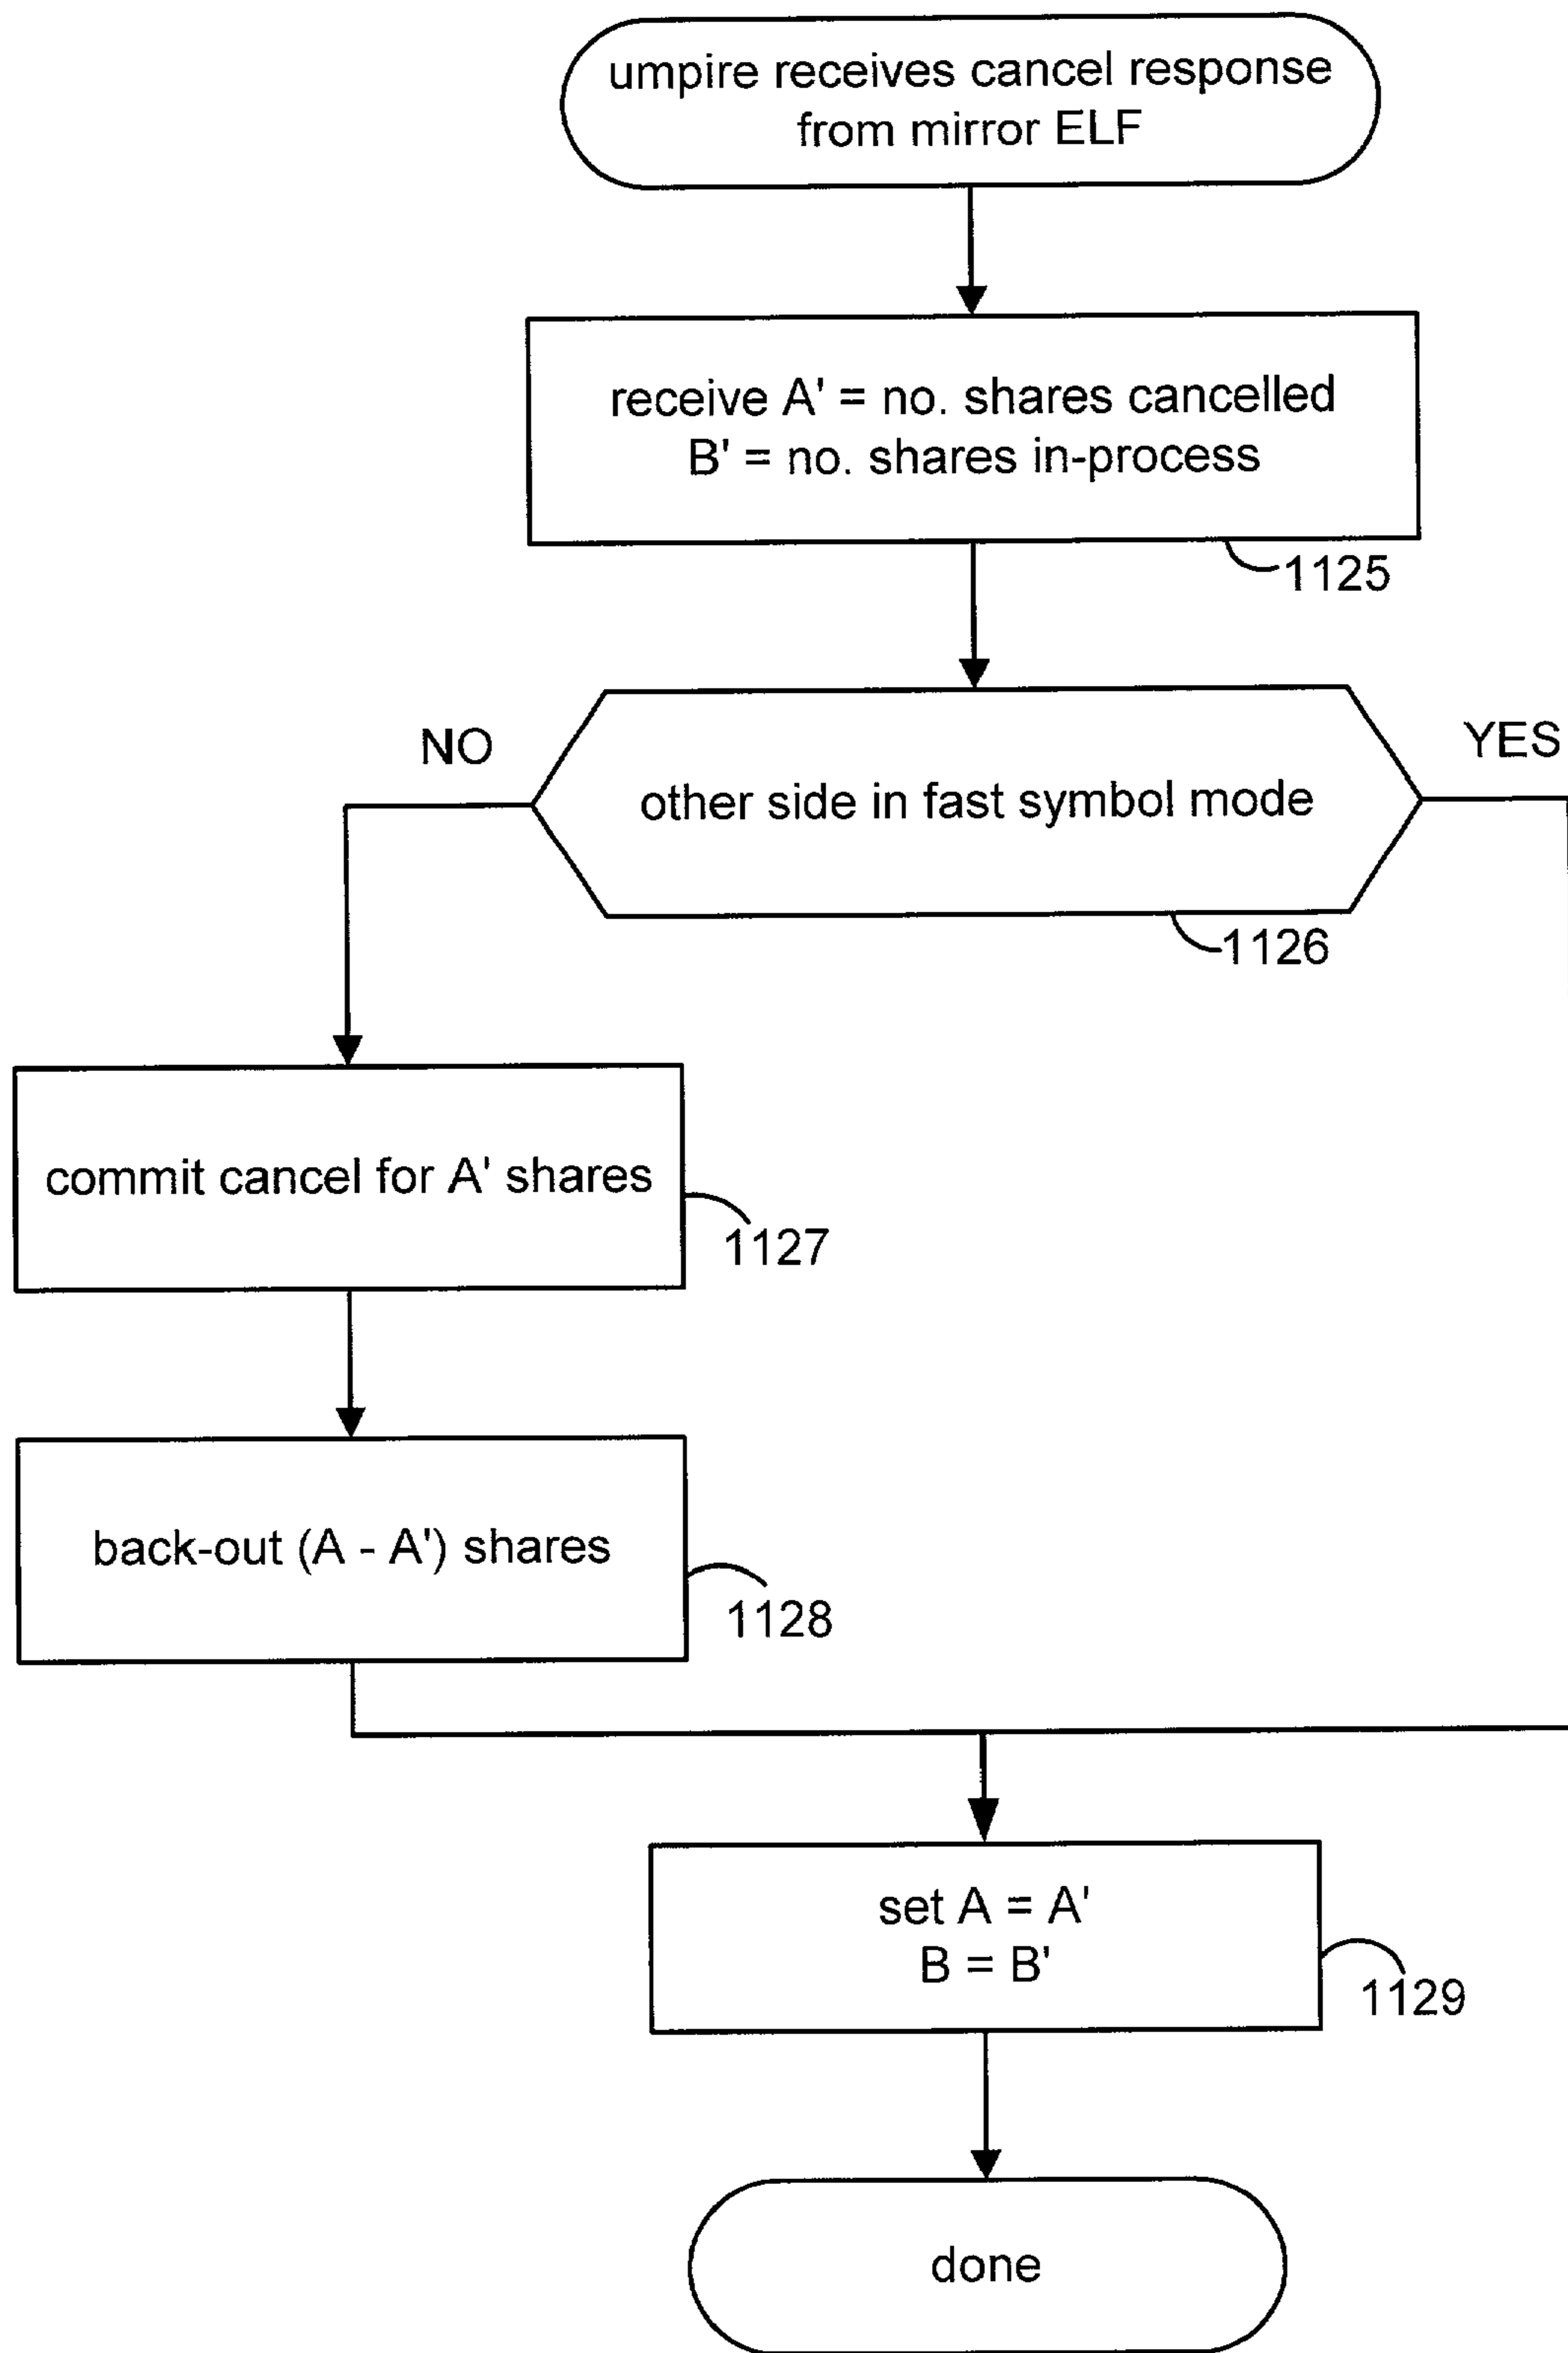 umpire receives cancel response
from mirror ELF
receive A' = no. shares cancelled
B' = no. shares in-process
1125
NO
YES
other side in fast symbol mode
1126
commit cancel for A' shares
1127
back-out (A - A') shares
1128
set A = A'
B = B'
1129
done